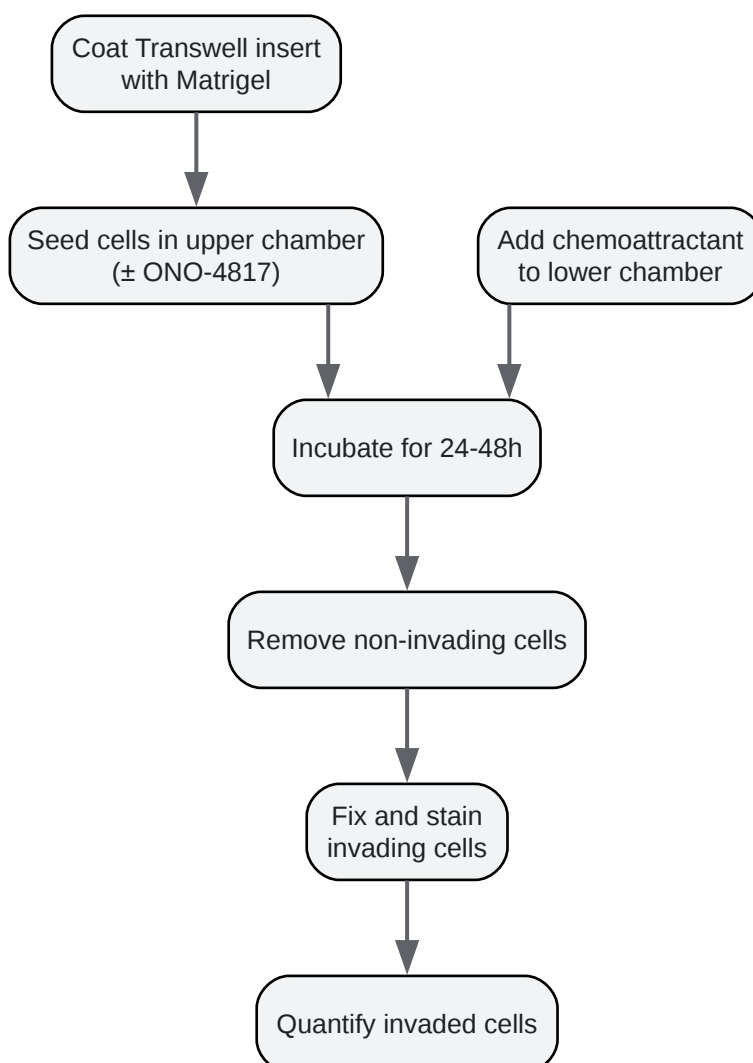 Coat Transwell insert
with Matrigel
Seed cells in upper chamber
(± ONO-4817)
Add chemoattractant
to lower chamber
Incubate for 24-48h
Remove non-invading cells
Fix and stain
invading cells
Quantify invaded cells